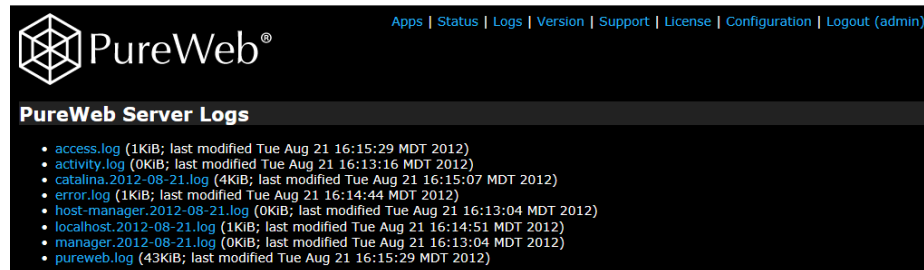 Apps | Status | Logs | Version | Support | License | Configuration | Logout (admin)
PureWeb®
PureWeb Server Logs
• access.log (1KiB; last modified Tue Aug 21 16:15:29 MDT 2012)
• activity.log (0KiB; last modified Tue Aug 21 16:13:16 MDT 2012)
• catalina.2012-08-21.log (4KiB; last modified Tue Aug 21 16:15:07 MDT 2012)
• error.log (1KiB; last modified Tue Aug 21 16:14:44 MDT 2012)
• host-manager.2012-08-21.log (0KiB; last modified Tue Aug 21 16:13:04 MDT 2012)
• localhost.2012-08-21.log (1KiB; last modified Tue Aug 21 16:14:51 MDT 2012)
• manager.2012-08-21.log (0KiB; last modified Tue Aug 21 16:13:04 MDT 2012)
• pureweb.log (43KiB; last modified Tue Aug 21 16:15:29 MDT 2012)